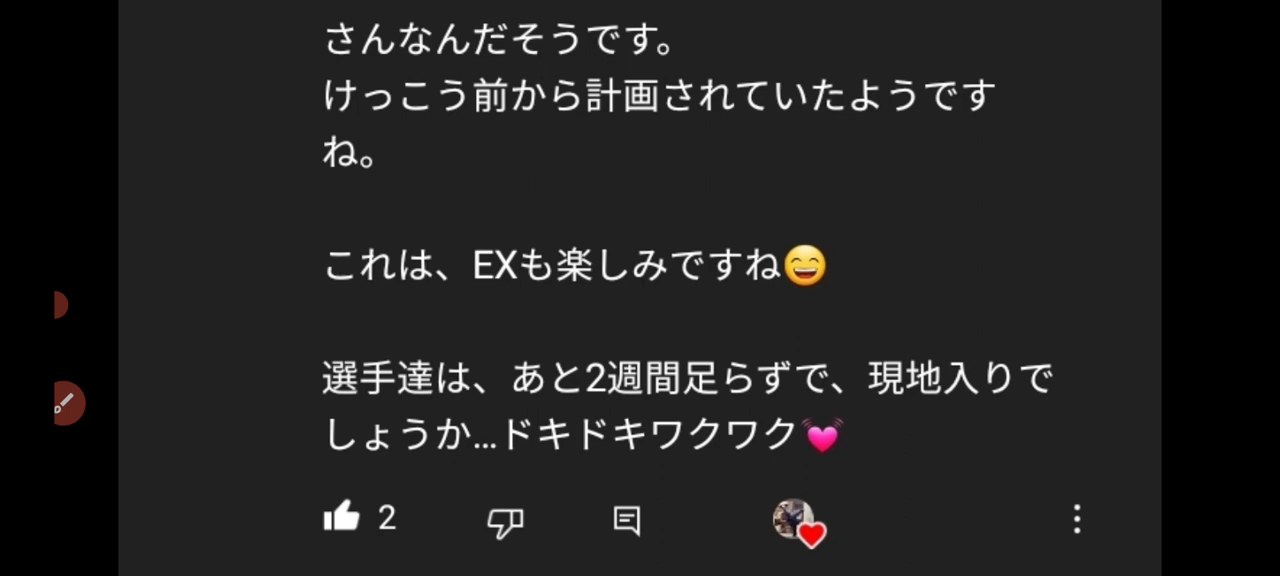 さんなんだそうです。
けっこう前から計画されていたようです
ね。
これは、EXも楽しみですね😄
選手達は、あと2週間足らずで、現地入りで
しょうか...ドキドキワクワク💓
2